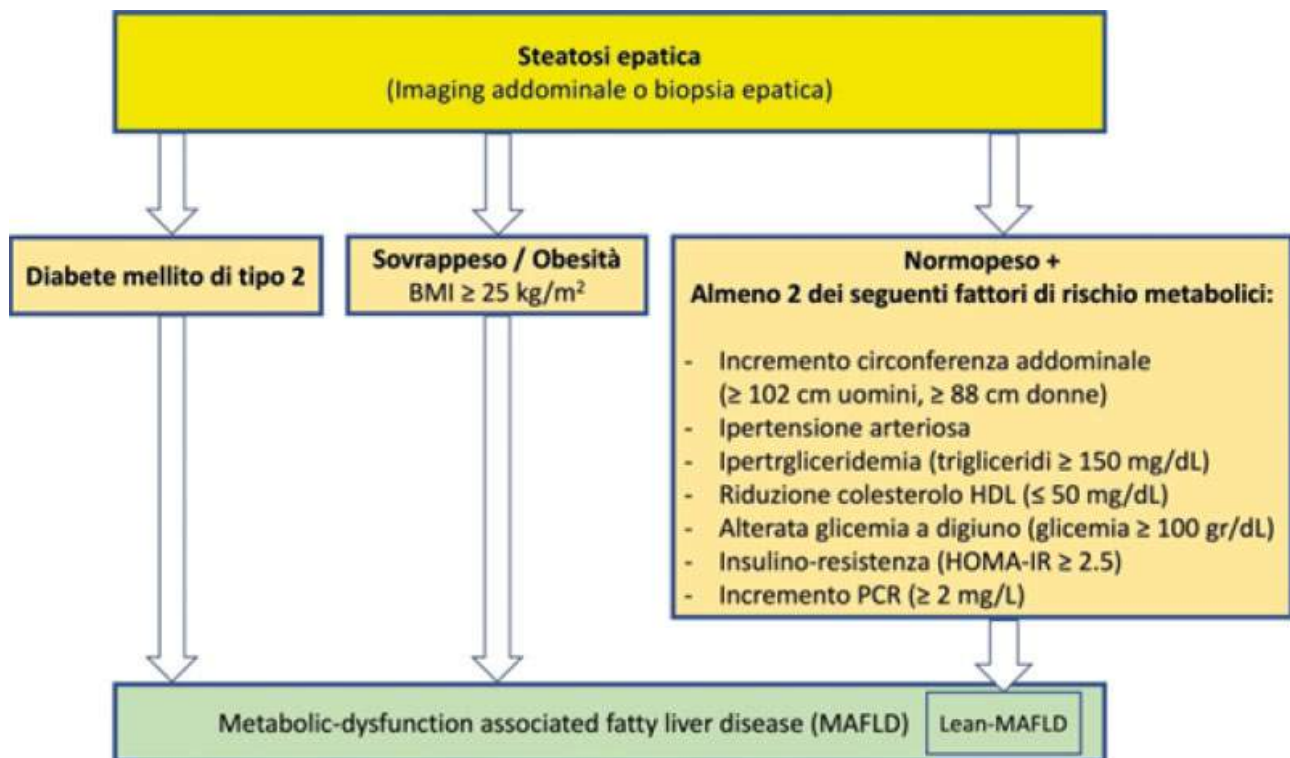 Steatosi epatica
(Imaging addominale o biopsia epatica)
Diabete mellito di tipo 2
Sovrappeso / Obesità
BMI ≥ 25 kg/m²
Normopeso +
Almeno 2 dei seguenti fattori di rischio metabolici:
- Incremento circonferenza addominale
(≥ 102 cm uomini, ≥ 88 cm donne)
- Ipertensione arteriosa
- Ipertrgliceridemia (trigliceridi ≥ 150 mg/dL)
- Riduzione colesterolo HDL (≤ 50 mg/dL)
- Alterata glicemia a digiuno (glicemia ≥ 100 gr/dL)
- Insulino-resistenza (HOMA-IR ≥ 2.5)
- Incremento PCR (≥ 2 mg/L)
Metabolic-dysfunction associated fatty liver disease (MAFLD)
Lean-MAFLD